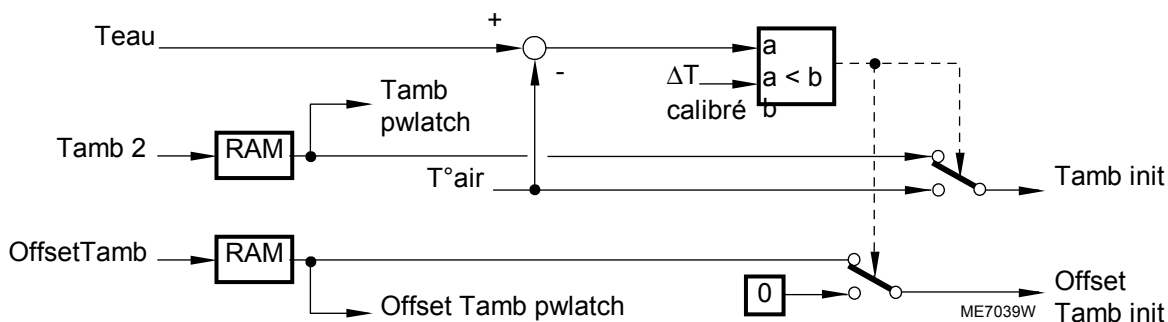 +
Teau
a
-
ΔT
a < b
calibré
b
Tamb
pwlatch
Tamb 2
RAM
T°air
Tamb init
OffsetTamb
RAM
0
Offset
Tamb init
Offset Tamb pwlatch
ME7039W